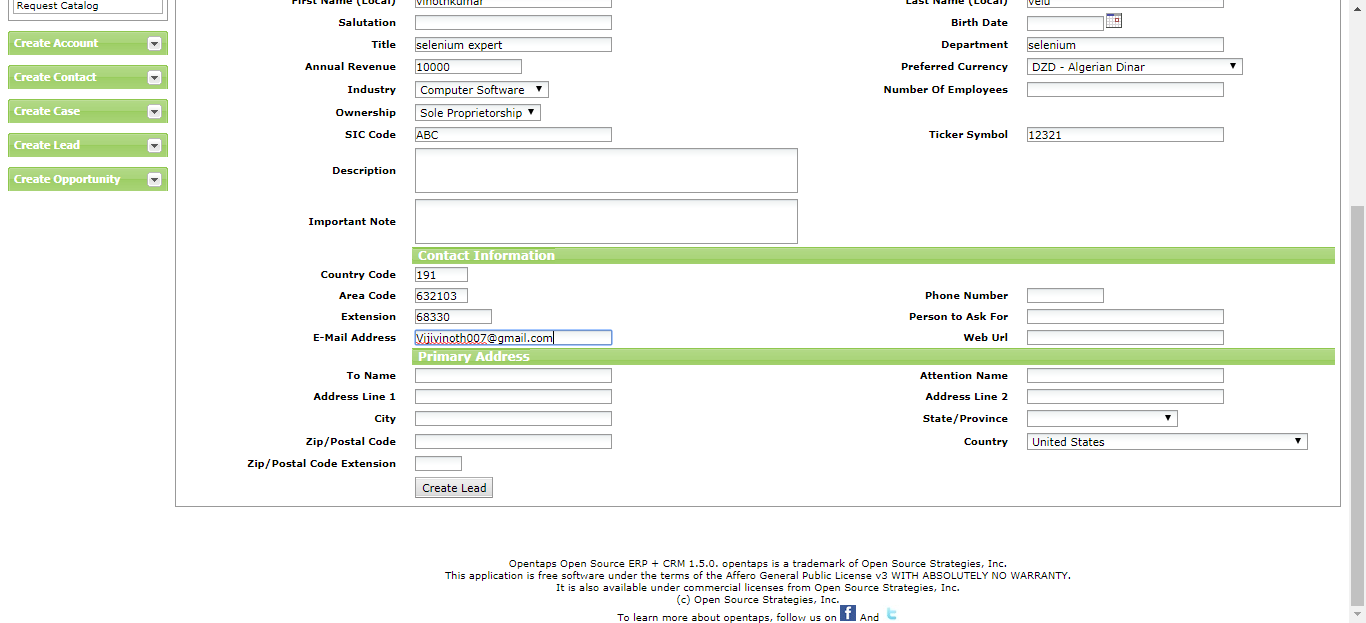 Request Catalog
Create Account
Create Contact
Create Case
Create Lead
Create Opportunity
First Name (Local) vinothkumar Last Name (Local) velu
Salutation Birth Date
Title selenium expert Department selenium
Annual Revenue 10000 Preferred Currency DZD - Algerian Dinar
Industry Computer Software Number Of Employees
Ownership Sole Proprietorship
SIC Code ABC Ticker Symbol 12321
Description
Important Note
Contact Information
Country Code 191
Area Code 632103 Phone Number
Extension 68330 Person to Ask For
E-Mail Address Vijivinoth007@gmail.com Web Url
Primary Address
To Name Attention Name
Address Line 1 Address Line 2
City State/Province
Zip/Postal Code Country United States
Zip/Postal Code Extension
Create Lead
Opentaps Open Source ERP + CRM 1.5.0. opentaps is a trademark of Open Source Strategies, Inc.
This application is free software under the terms of the Affero General Public License v3 WITH ABSOLUTELY NO WARRANTY.
It is also available under commercial licenses from Open Source Strategies, Inc.
(c) Open Source Strategies, Inc.
To learn more about opentaps, follow us on f And t